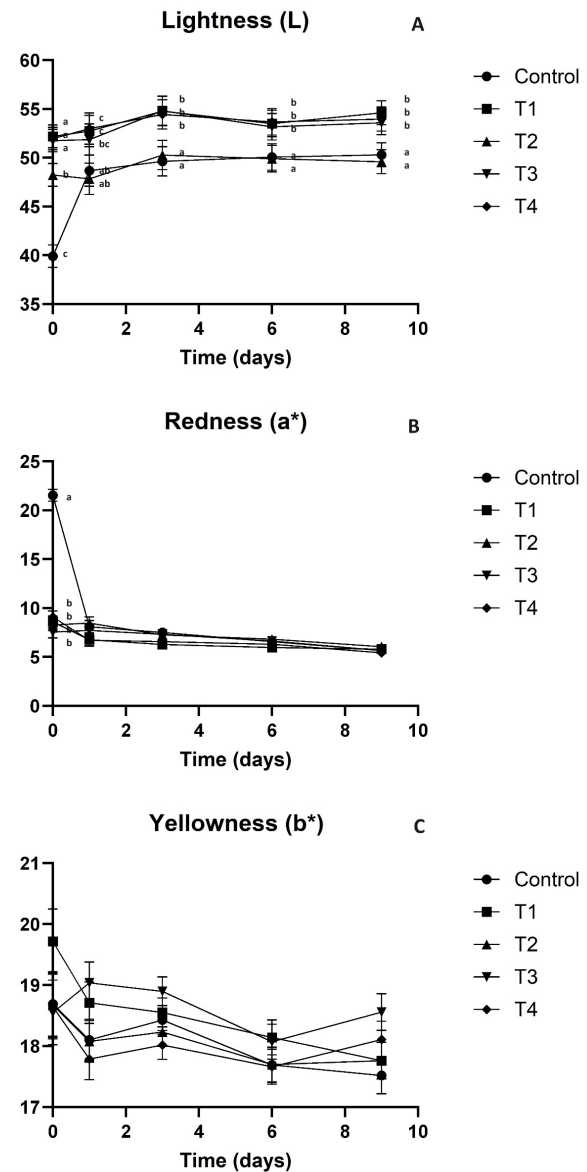 Lightness (L)
A
60
55
50
45
40
35
a
a
a
b
c
c
c
bc
ab
ab
b
b
b
a
a
b
b
b
a
a
b
b
b
a
a
0 2 4 6 8 10
Time (days)
Control
T1
T2
T3
T4
Redness (a*)
B
25
20
15
10
5
0
a
b
b
b
0 2 4 6 8 10
Time (days)
Control
T1
T2
T3
T4
Yellowness (b*)
C
21
20
19
18
17
0 2 4 6 8 10
Time (days)
Control
T1
T2
T3
T4